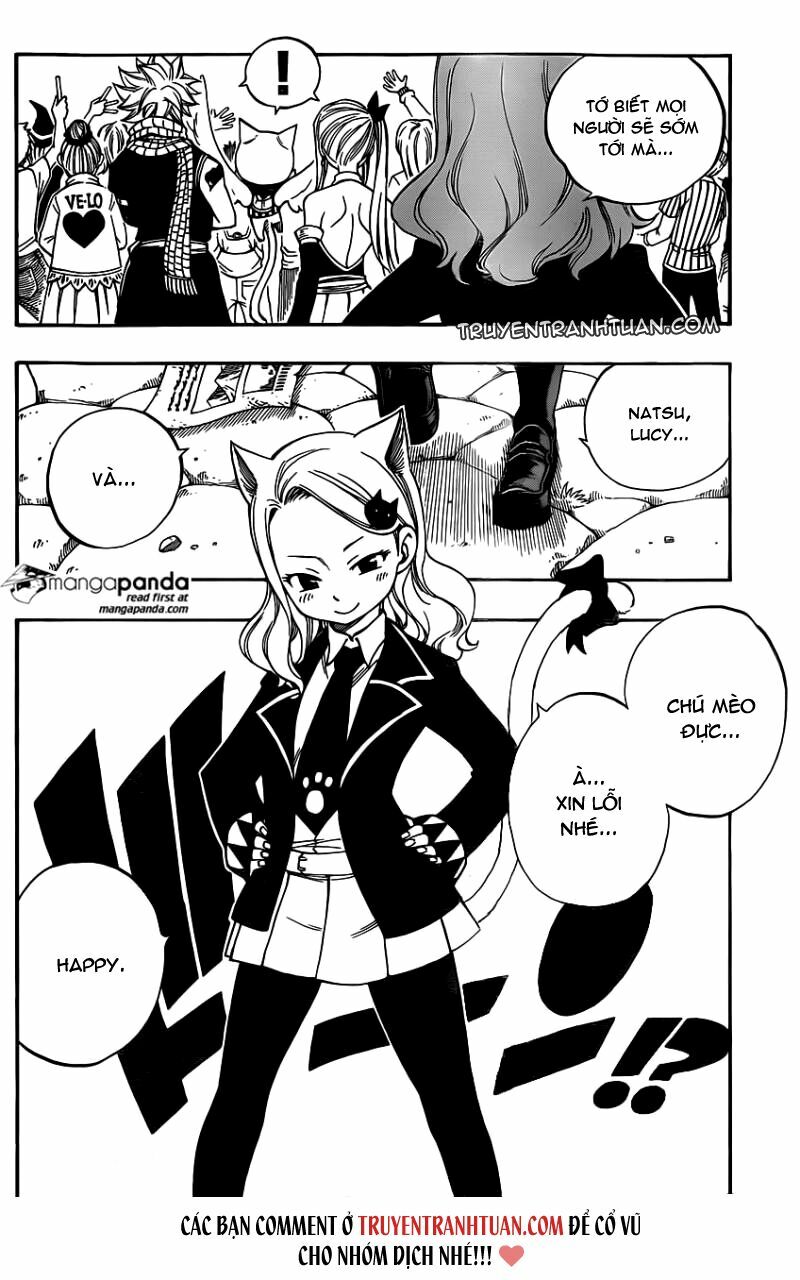 !
TỚ BIẾT MỌI
NGƯỜI SẼ SỚM
TỚI MÀ...
VE-LO
TRUYENTRANHTUAN.COM
NATSU,
LUCY...
VÀ...
mangapanda
read first at
mangapanda.com
CHÚ MÈO
ĐỰC...
À...
XIN LỖI
NHÉ...
HAPPY.
!?
CÁC BẠN COMMENT Ở TRUYENTRANHTUAN.COM ĐỂ CỔ VŨ
CHO NHÓM DỊCH NHÉ!!!